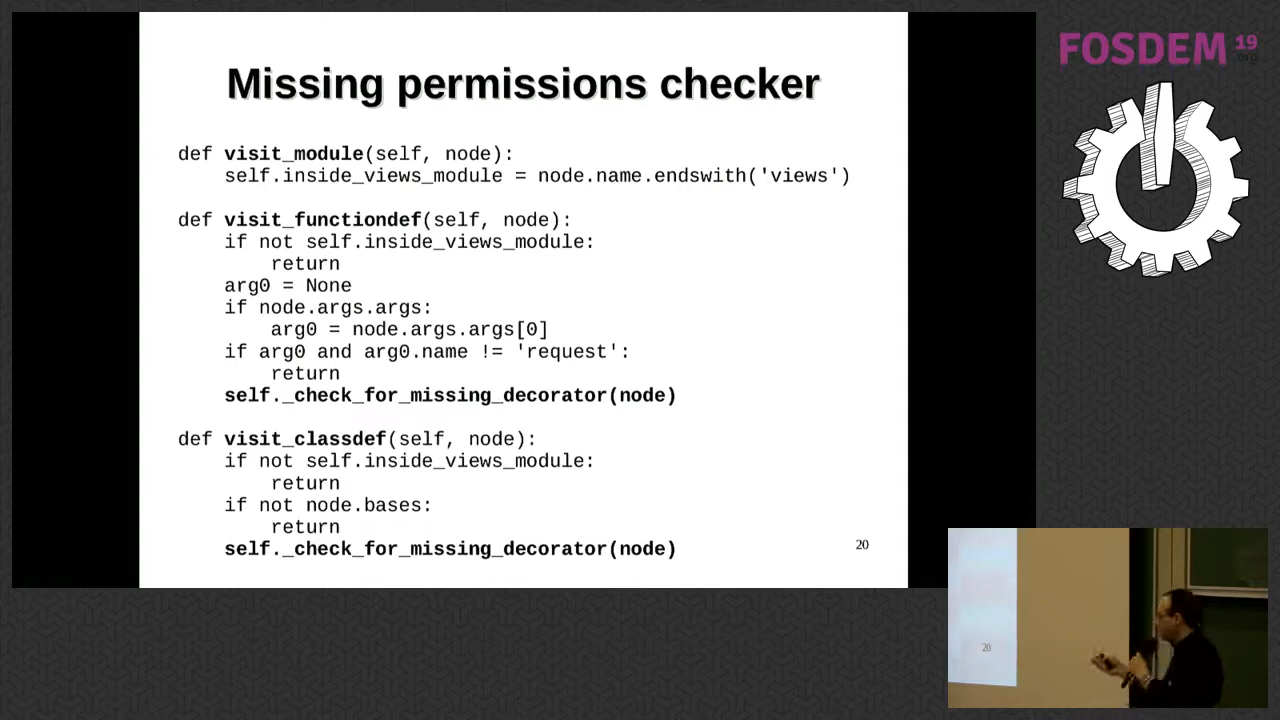 Missing permissions checker
def visit_module(self, node):
    self.inside_views_module = node.name.endswith('views')
def visit_functiondef(self, node):
    if not self.inside_views_module:
        return
    arg0 = None
    if node.args.args:
        arg0 = node.args.args[0]
    if arg0 and arg0.name != 'request':
        return
    self._check_for_missing_decorator(node)
def visit_classdef(self, node):
    if not self.inside_views_module:
        return
    if not node.bases:
        return
    self._check_for_missing_decorator(node)
20
FOSDEM 19
.org
20